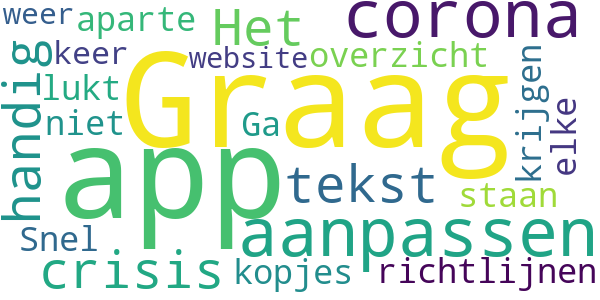 weer aparte Het corona
keer website overzicht
handig lukt Graag krijgen elke
niet Ga
app tekst staan
Snel aanpassen
crisis kopjes richtlijnen